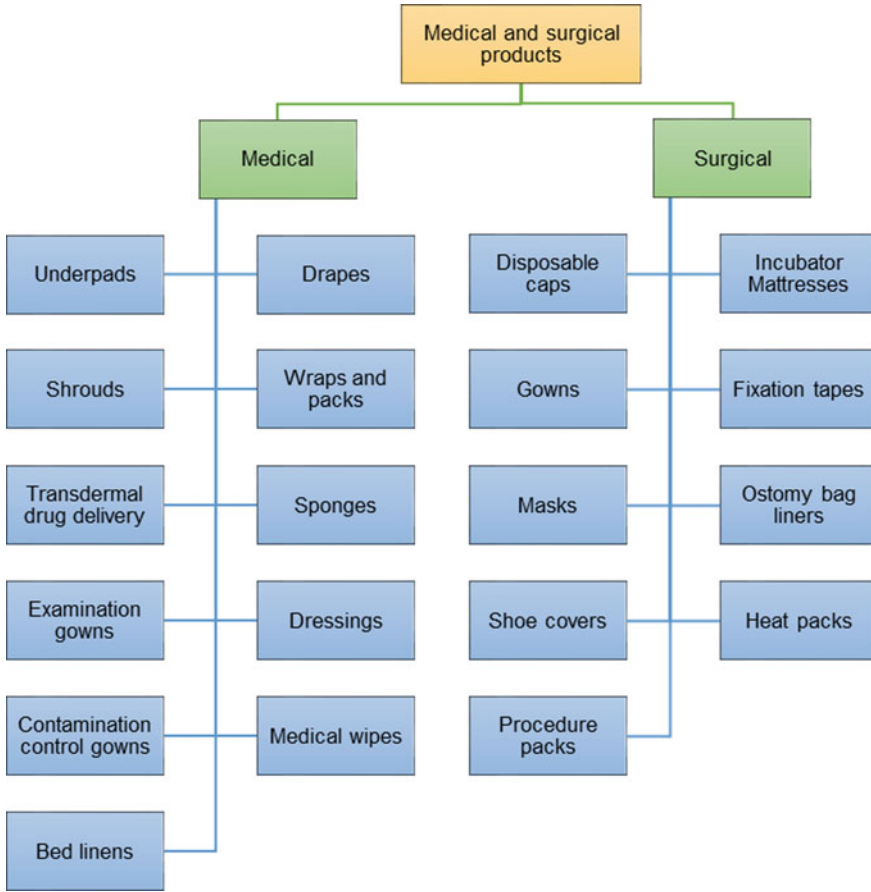 Medical and surgical
products
Medical
Surgical
Underpads
Drapes
Disposable
caps
Incubator
Mattresses
Shrouds
Wraps and
packs
Gowns
Fixation tapes
Transdermal
drug delivery
Sponges
Masks
Ostomy bag
liners
Examination
gowns
Dressings
Shoe covers
Heat packs
Contamination
control gowns
Medical wipes
Procedure
packs
Bed linens